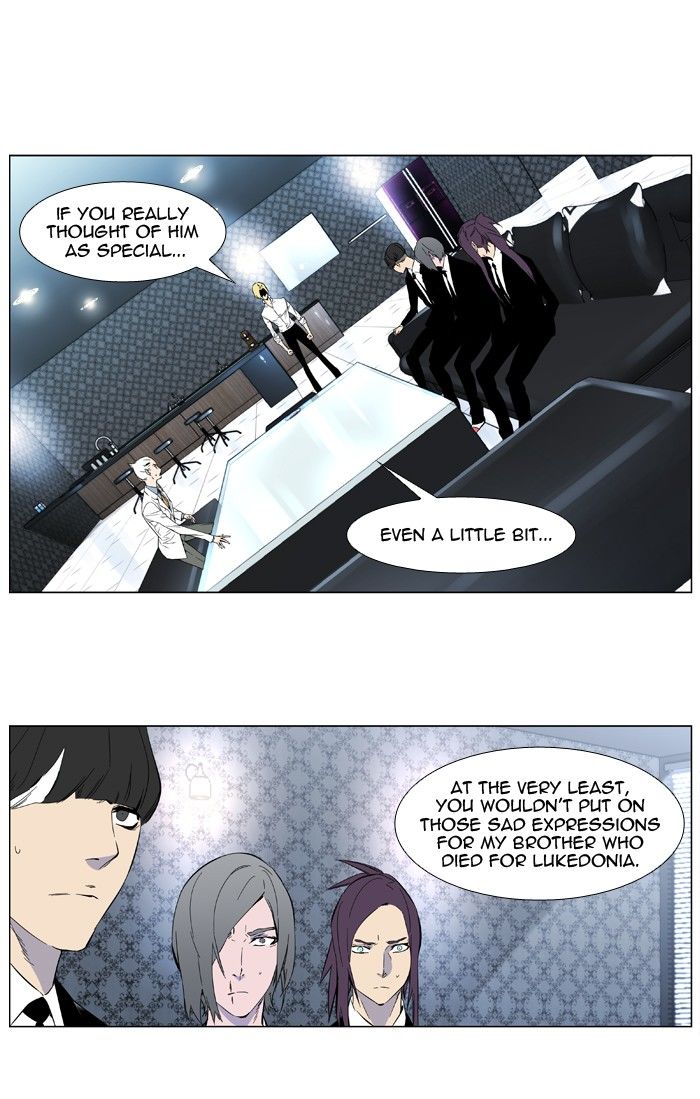 IF YOU REALLY
THOUGHT OF HIM
AS SPECIAL...
EVEN A LITTLE BIT...
AT THE VERY LEAST,
YOU WOULDN'T PUT ON
THOSE SAD EXPRESSIONS
FOR MY BROTHER WHO
DIED FOR LUKEDONIA.